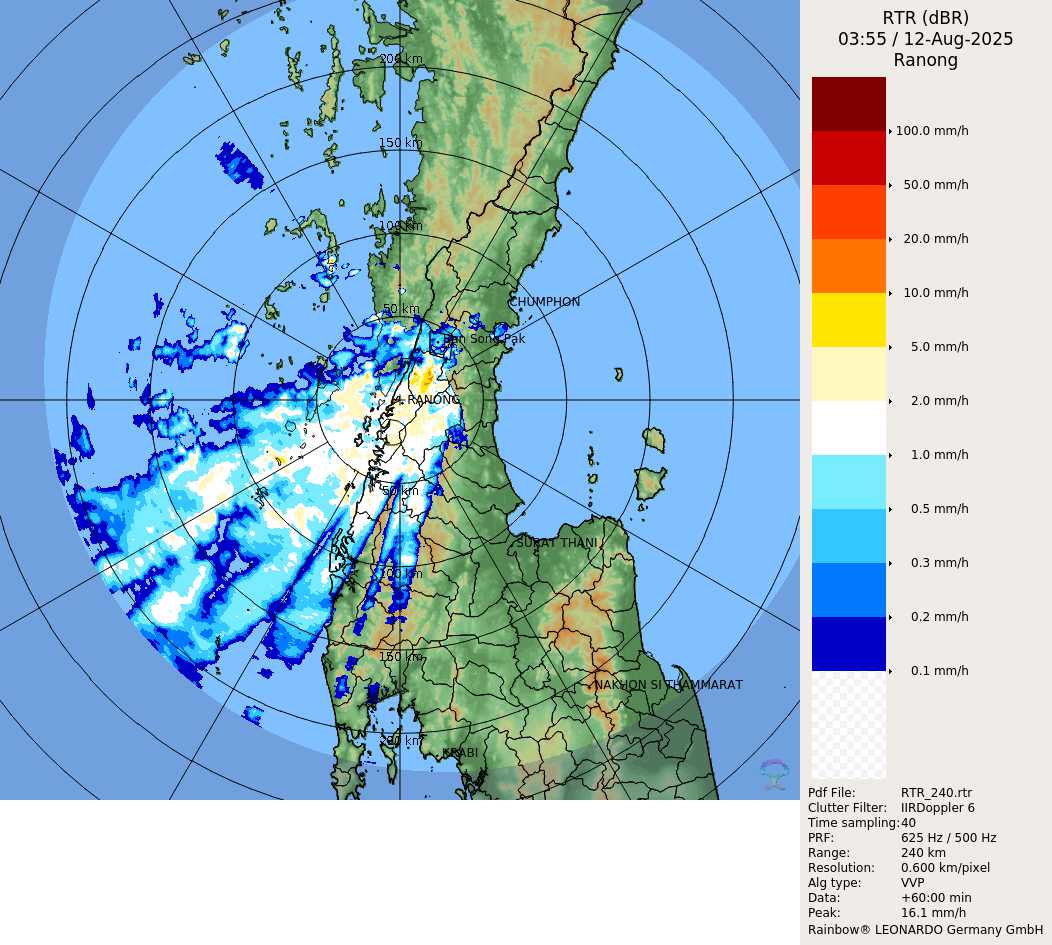 RTR (dBR)
03:55 / 12-Aug-2025
Ranong
100.0 mm/h
50.0 mm/h
20.0 mm/h
10.0 mm/h
5.0 mm/h
2.0 mm/h
1.0 mm/h
0.5 mm/h
0.3 mm/h
0.2 mm/h
0.1 mm/h
Pdf File: RTR_240.rtr
Clutter Filter: IIRDoppler 6
Time sampling: 40
PRF: 625 Hz / 500 Hz
Range: 240 km
Resolution: 0.600 km/pixel
Alg type: VVP
Data: +60:00 min
Peak: 16.1 mm/h
Rainbow® LEONARDO Germany GmbH
200 km
150 km
100 km
50 km
CHUMPHON
Ban Song Pak
RANONG
50 km
SURAT THANI
100 km
150 km
NAKHON SI THAMMARAT
200 km
KRABI